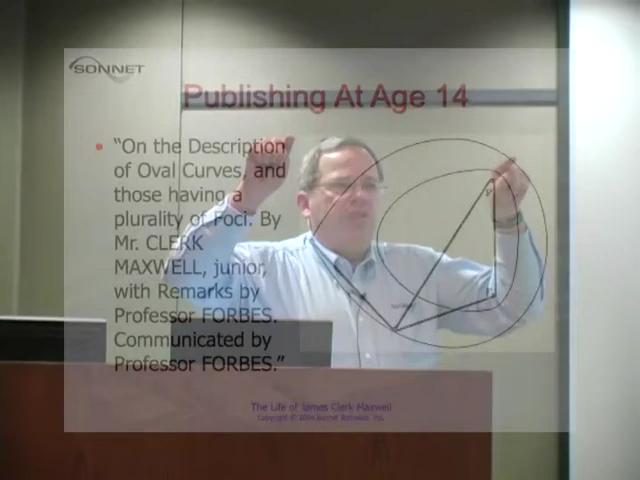 SONNET
Publishing At Age 14
• “On the Description
of Oval Curves, and
those having a
plurality of Foci. By
Mr. CLERK
MAXWELL, junior,
with Remarks by
Professor FORBES.
Communicated by
Professor FORBES.”
The Life of James Clerk Maxwell